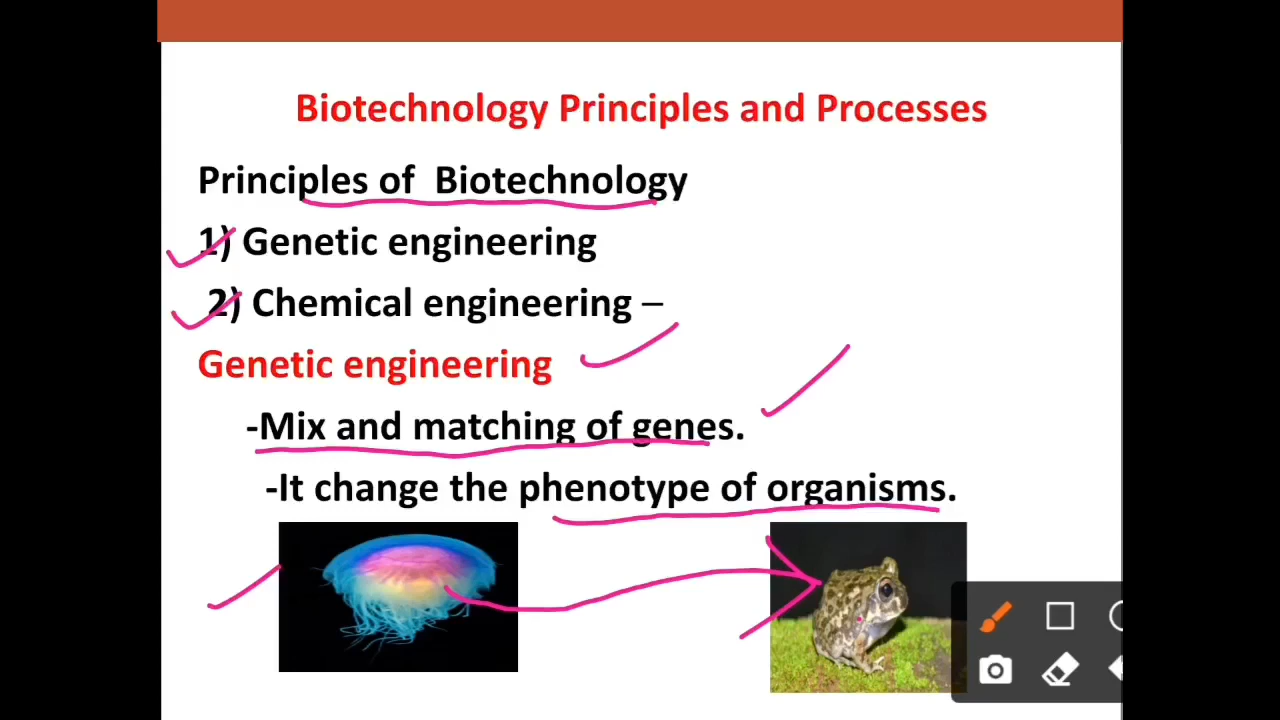 Biotechnology Principles and Processes
Principles of Biotechnology
1) Genetic engineering
2) Chemical engineering –
Genetic engineering
-Mix and matching of genes.
-It change the phenotype of organisms.